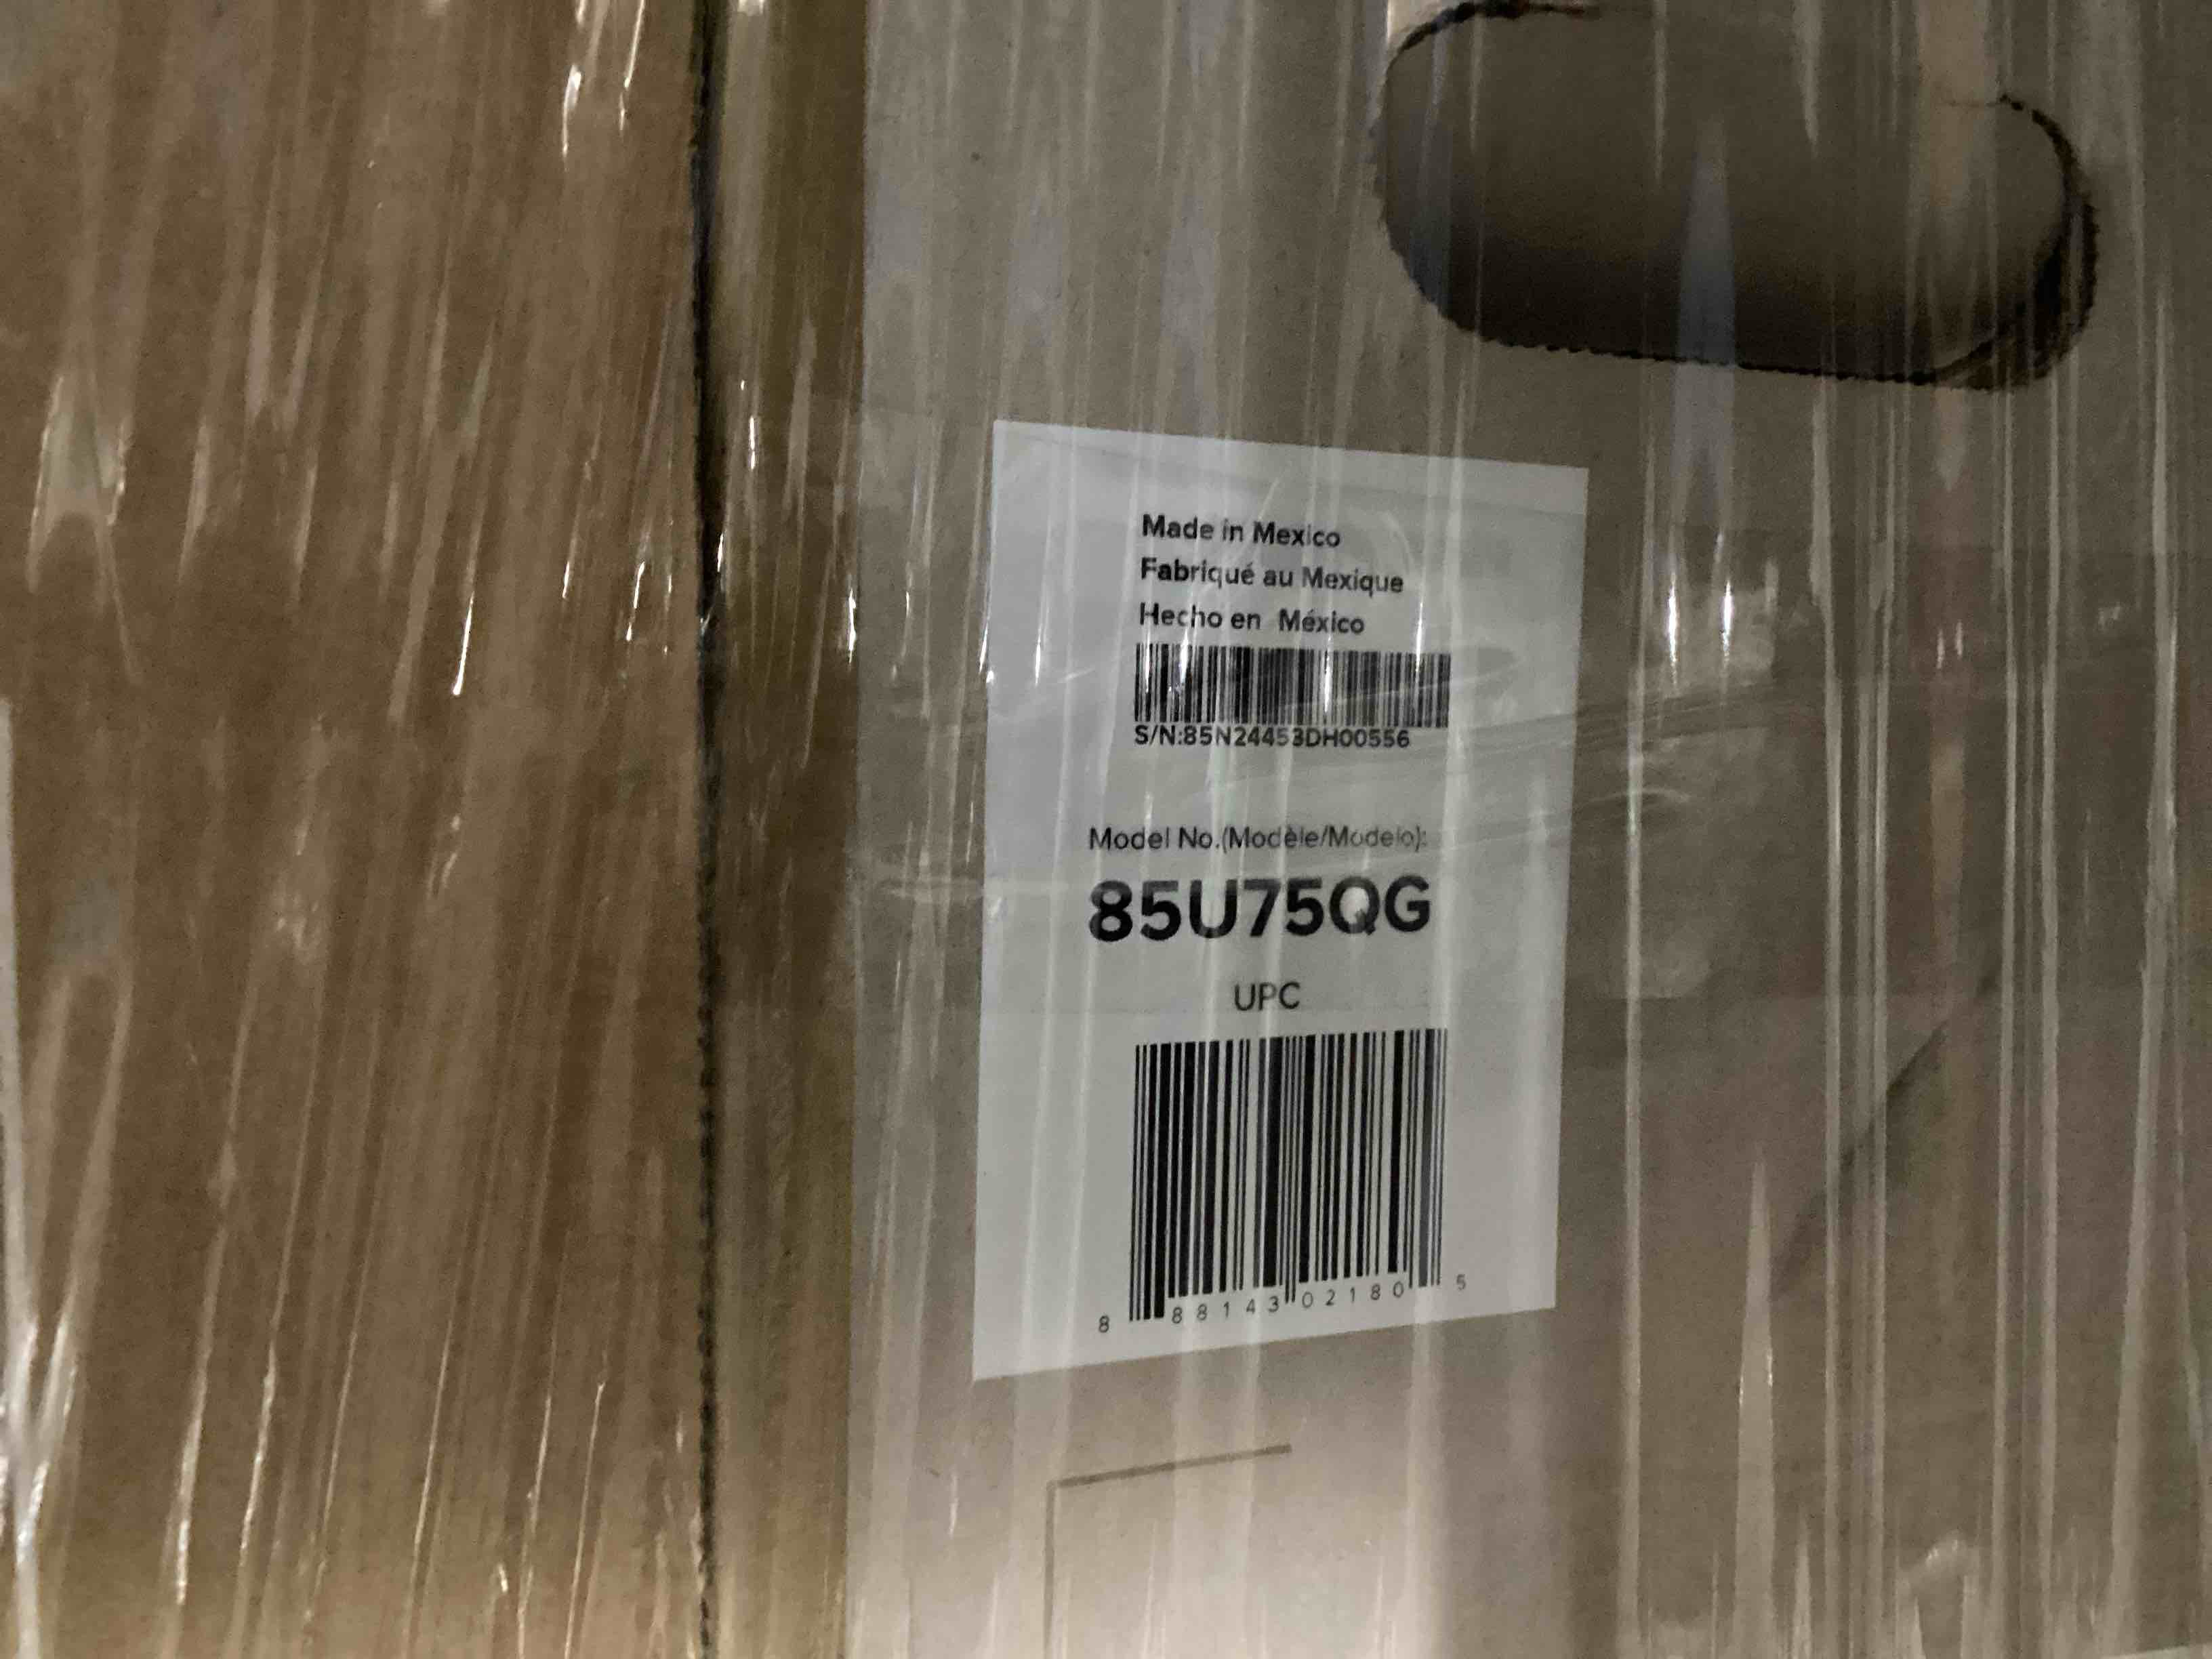 Made in Mexico
Fabriqué au Mexique
Hecho en México
S/N:85N24453DH00556
Model No.(Modèle/Modelo):
85U75QG
UPC
8 88143 02180 5